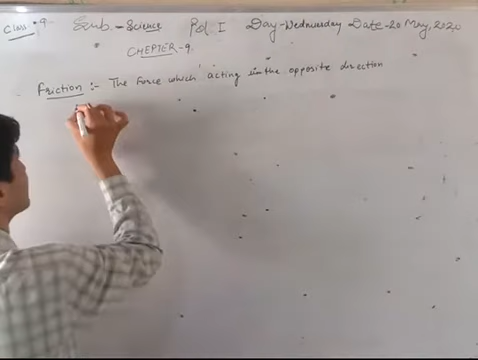 Class:-9 Sub.-Science Pd. I Day-Wednesday Date-20 May, 2020
CHEPTER-9
Friction :- The Force which acting in the opposite direction